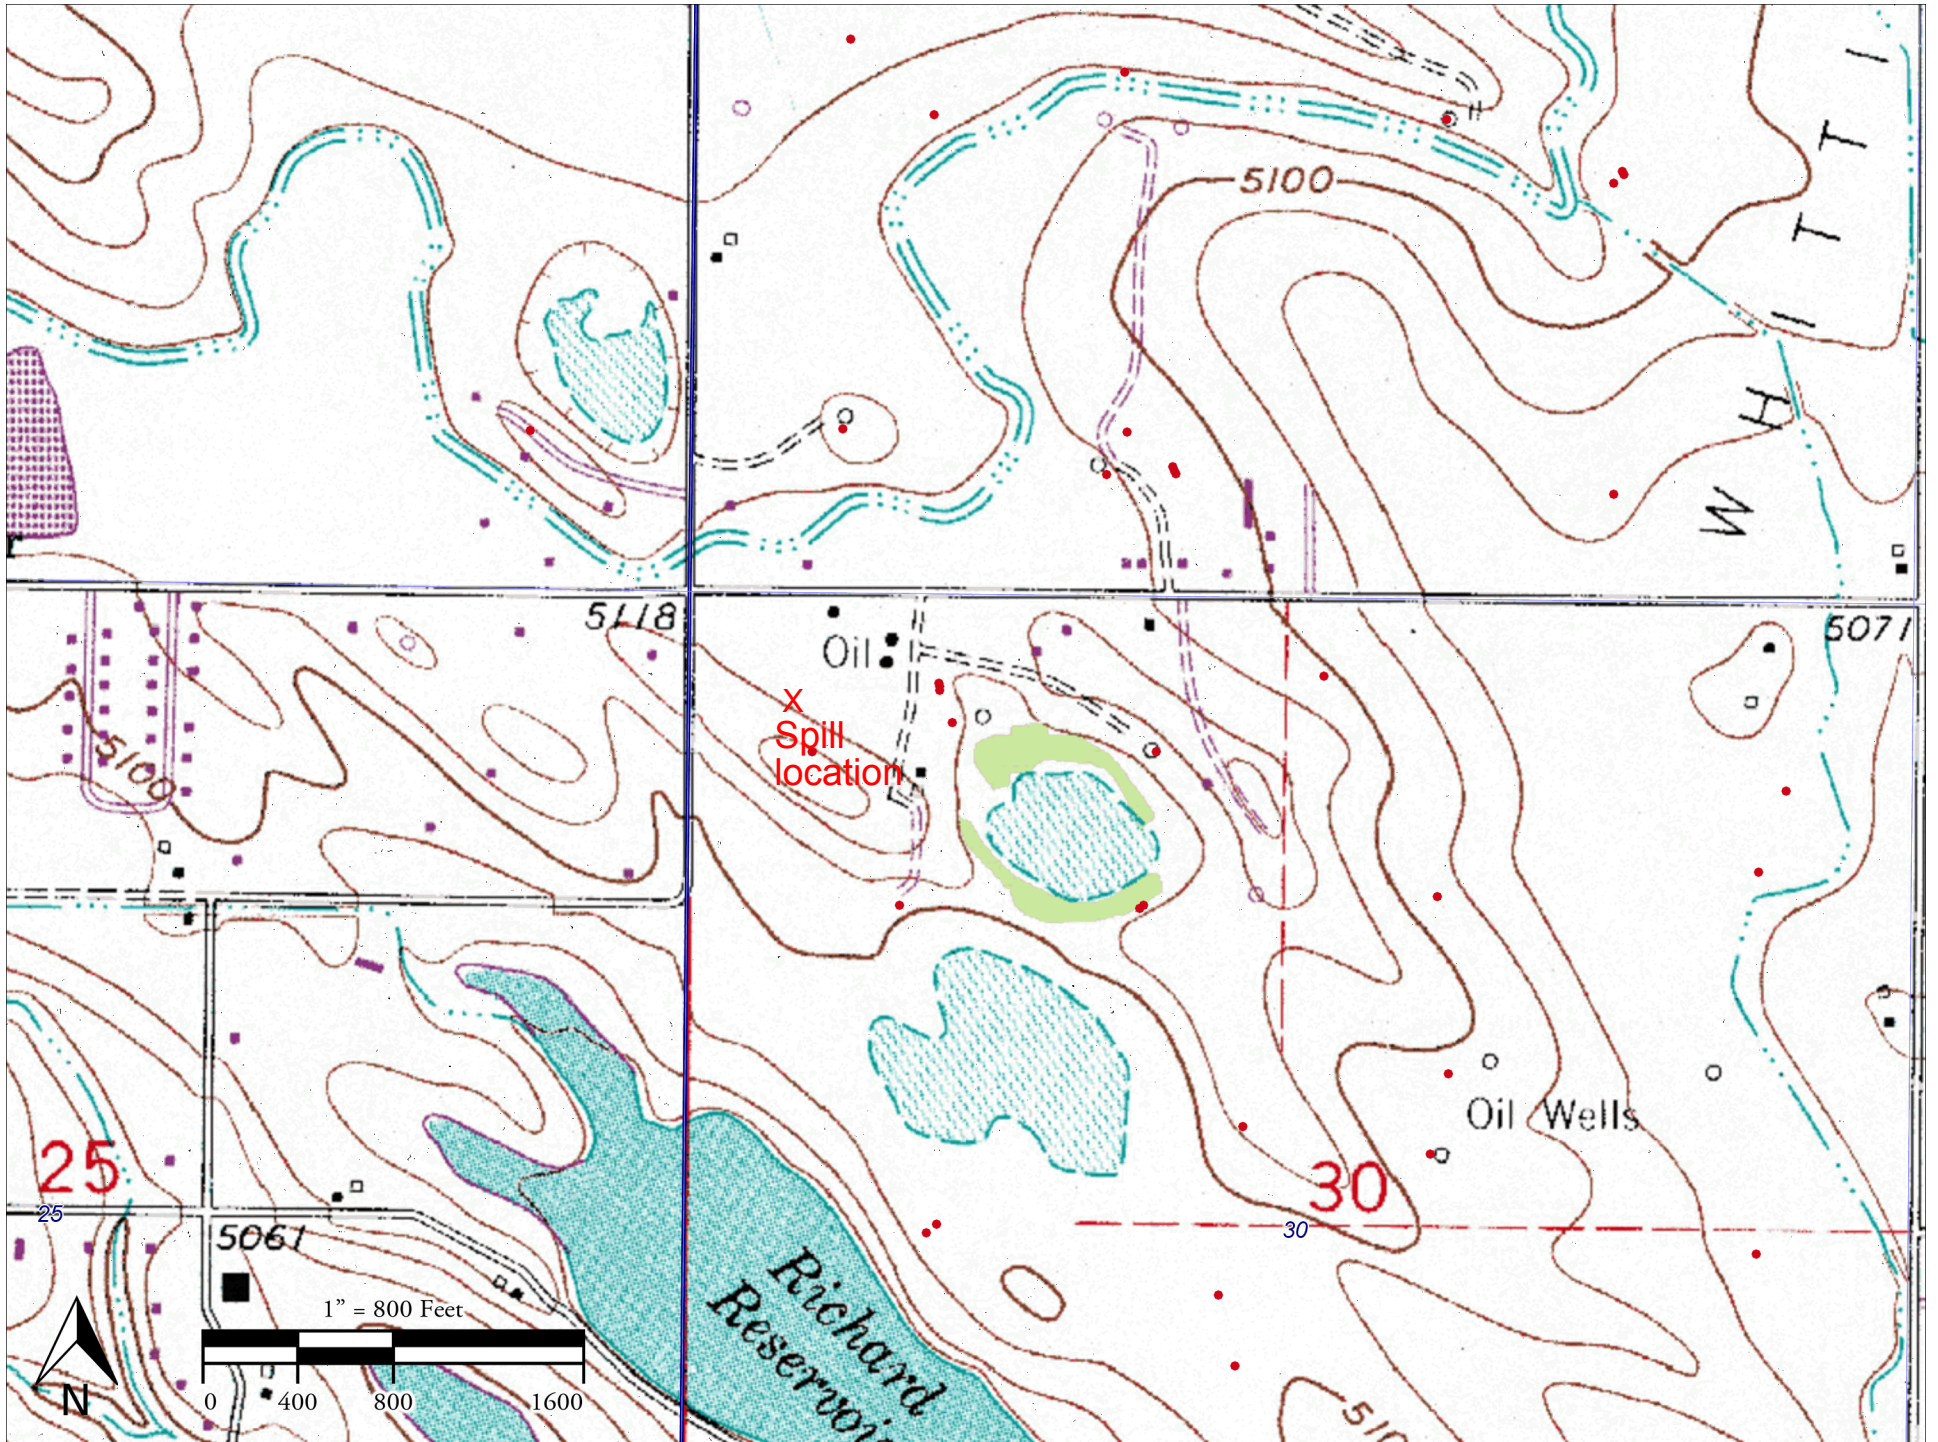 5100
W H I T T I
5118
Oil
5071
X
Spill
location
5100
25
25
30
30
Oil Wells
5061
Richard
Reservoi
1" = 800 Feet
0 400 800 1600
N
510